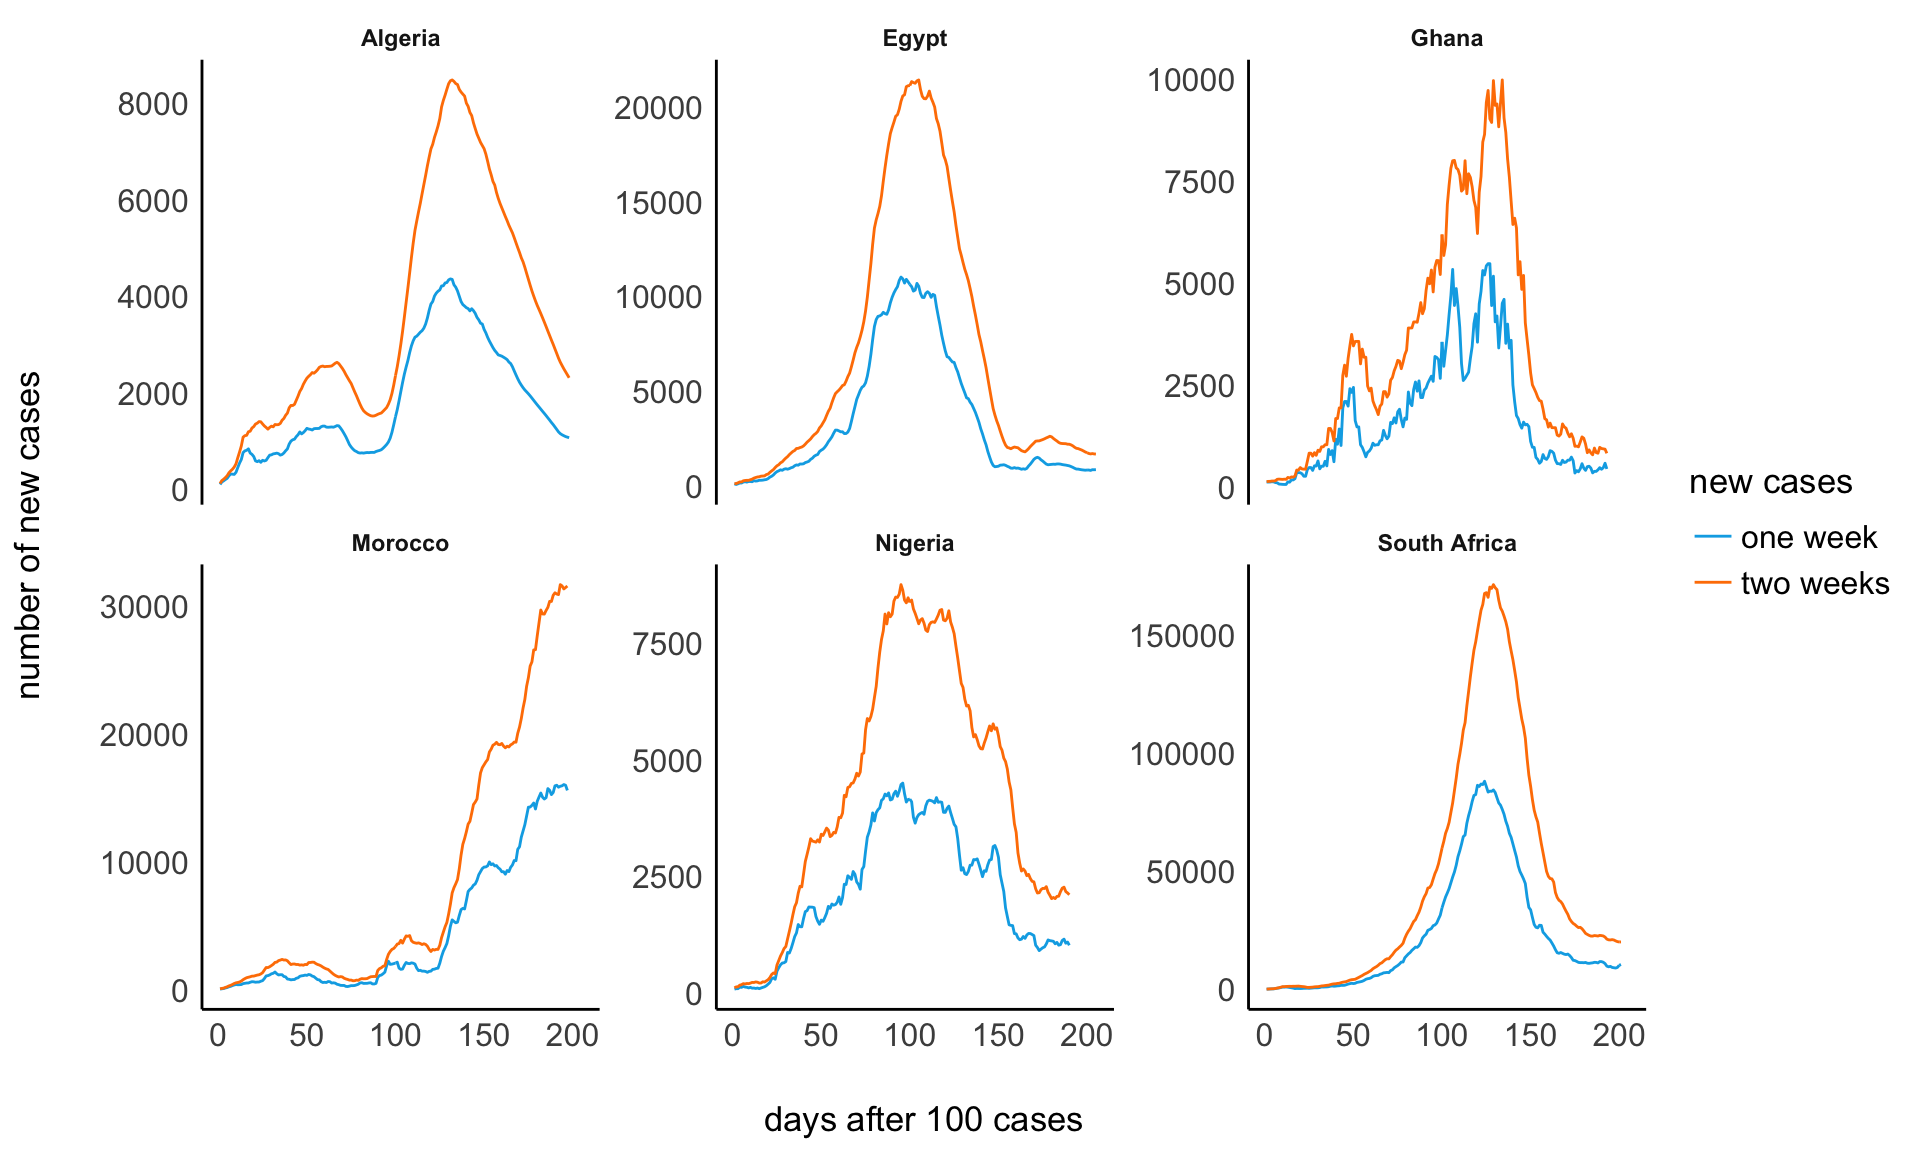 Algeria
Egypt
Ghana
8000
6000
4000
2000
0
20000
15000
10000
5000
0
10000
7500
5000
2500
0
Morocco
Nigeria
South Africa
30000
20000
10000
0
7500
5000
2500
0
150000
100000
50000
0
0 50 100 150 200
0 50 100 150 200
0 50 100 150 200
days after 100 cases
number of new cases
new cases
one week
two weeks